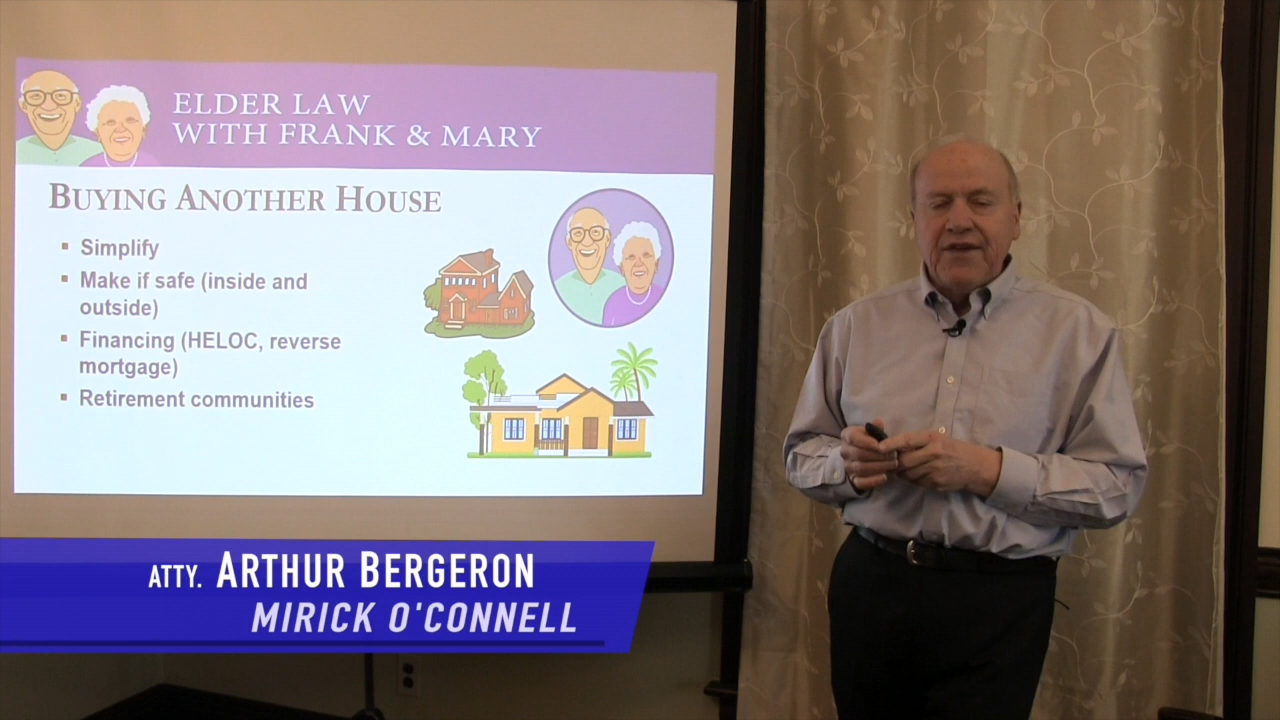 ELDER LAW
WITH FRANK & MARY
BUYING ANOTHER HOUSE
▪ Simplify
▪ Make if safe (inside and
outside)
▪ Financing (HELOC, reverse
mortgage)
▪ Retirement communities
ATTY. ARTHUR BERGERON
MIRICK O'CONNELL